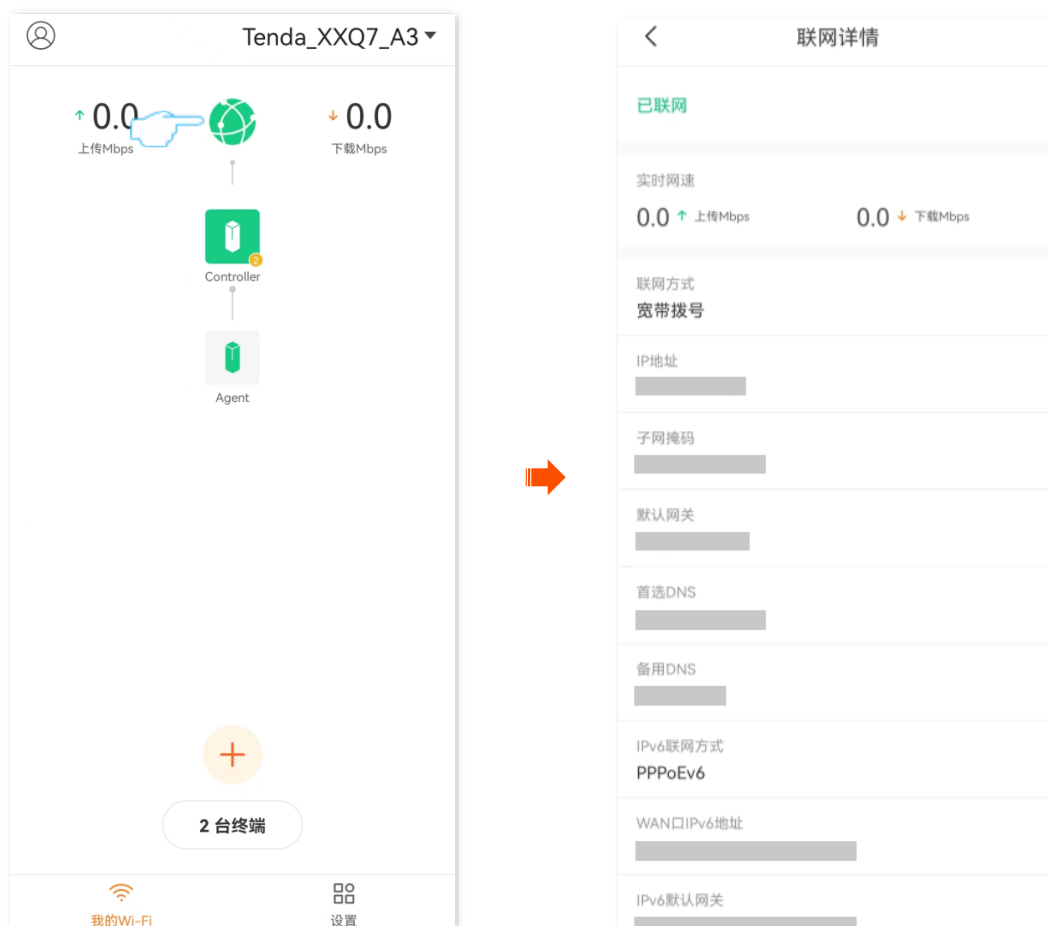 Tenda_XXQ7_A3
0.0
上传Mbps
0.0
下载Mbps
2
Controller
Agent
2 台终端
我的Wi-Fi
设置
联网详情
已联网
实时网速
0.0 上传Mbps
0.0 下载Mbps
联网方式
宽带拨号
IP地址
子网掩码
默认网关
首选DNS
备用DNS
IPv6联网方式
PPPoEv6
WAN口IPv6地址
IPv6默认网关